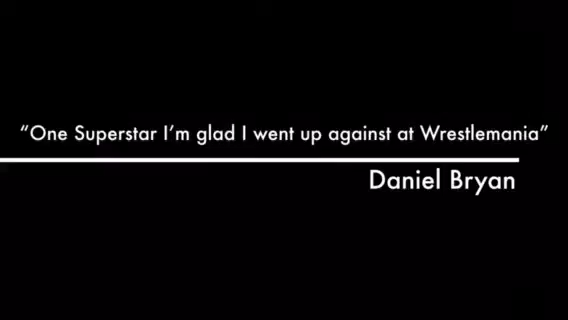 “One Superstar I’m glad I went up against at Wrestlemania”
Daniel Bryan